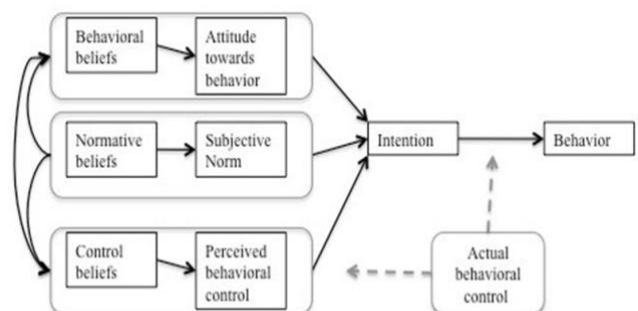 Behavioral
beliefs
Attitude
towards
behavior
Normative
beliefs
Subjective
Norm
Intention
Behavior
Control
beliefs
Perceived
behavioral
control
Actual
behavioral
control